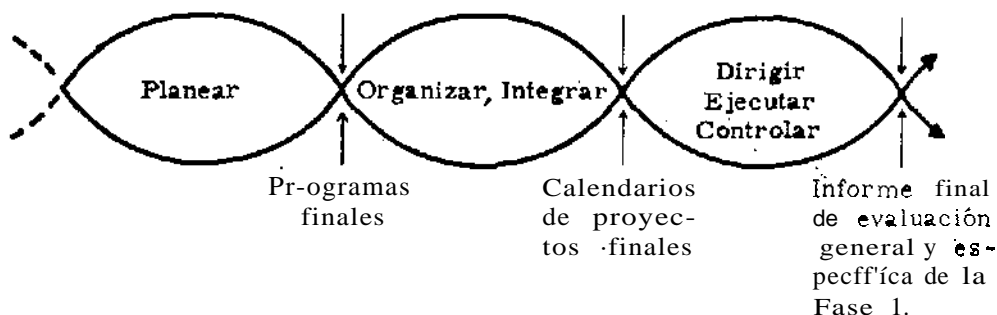 Planear
Organizar, Integrar
Dirigir
Ejecutar
Controlar
Pr-ogramas
finales
Calendarios
de proyec-
tos ·finales
Informe final
de evaluación
general y es-
pecff'íca de la
Fase 1.